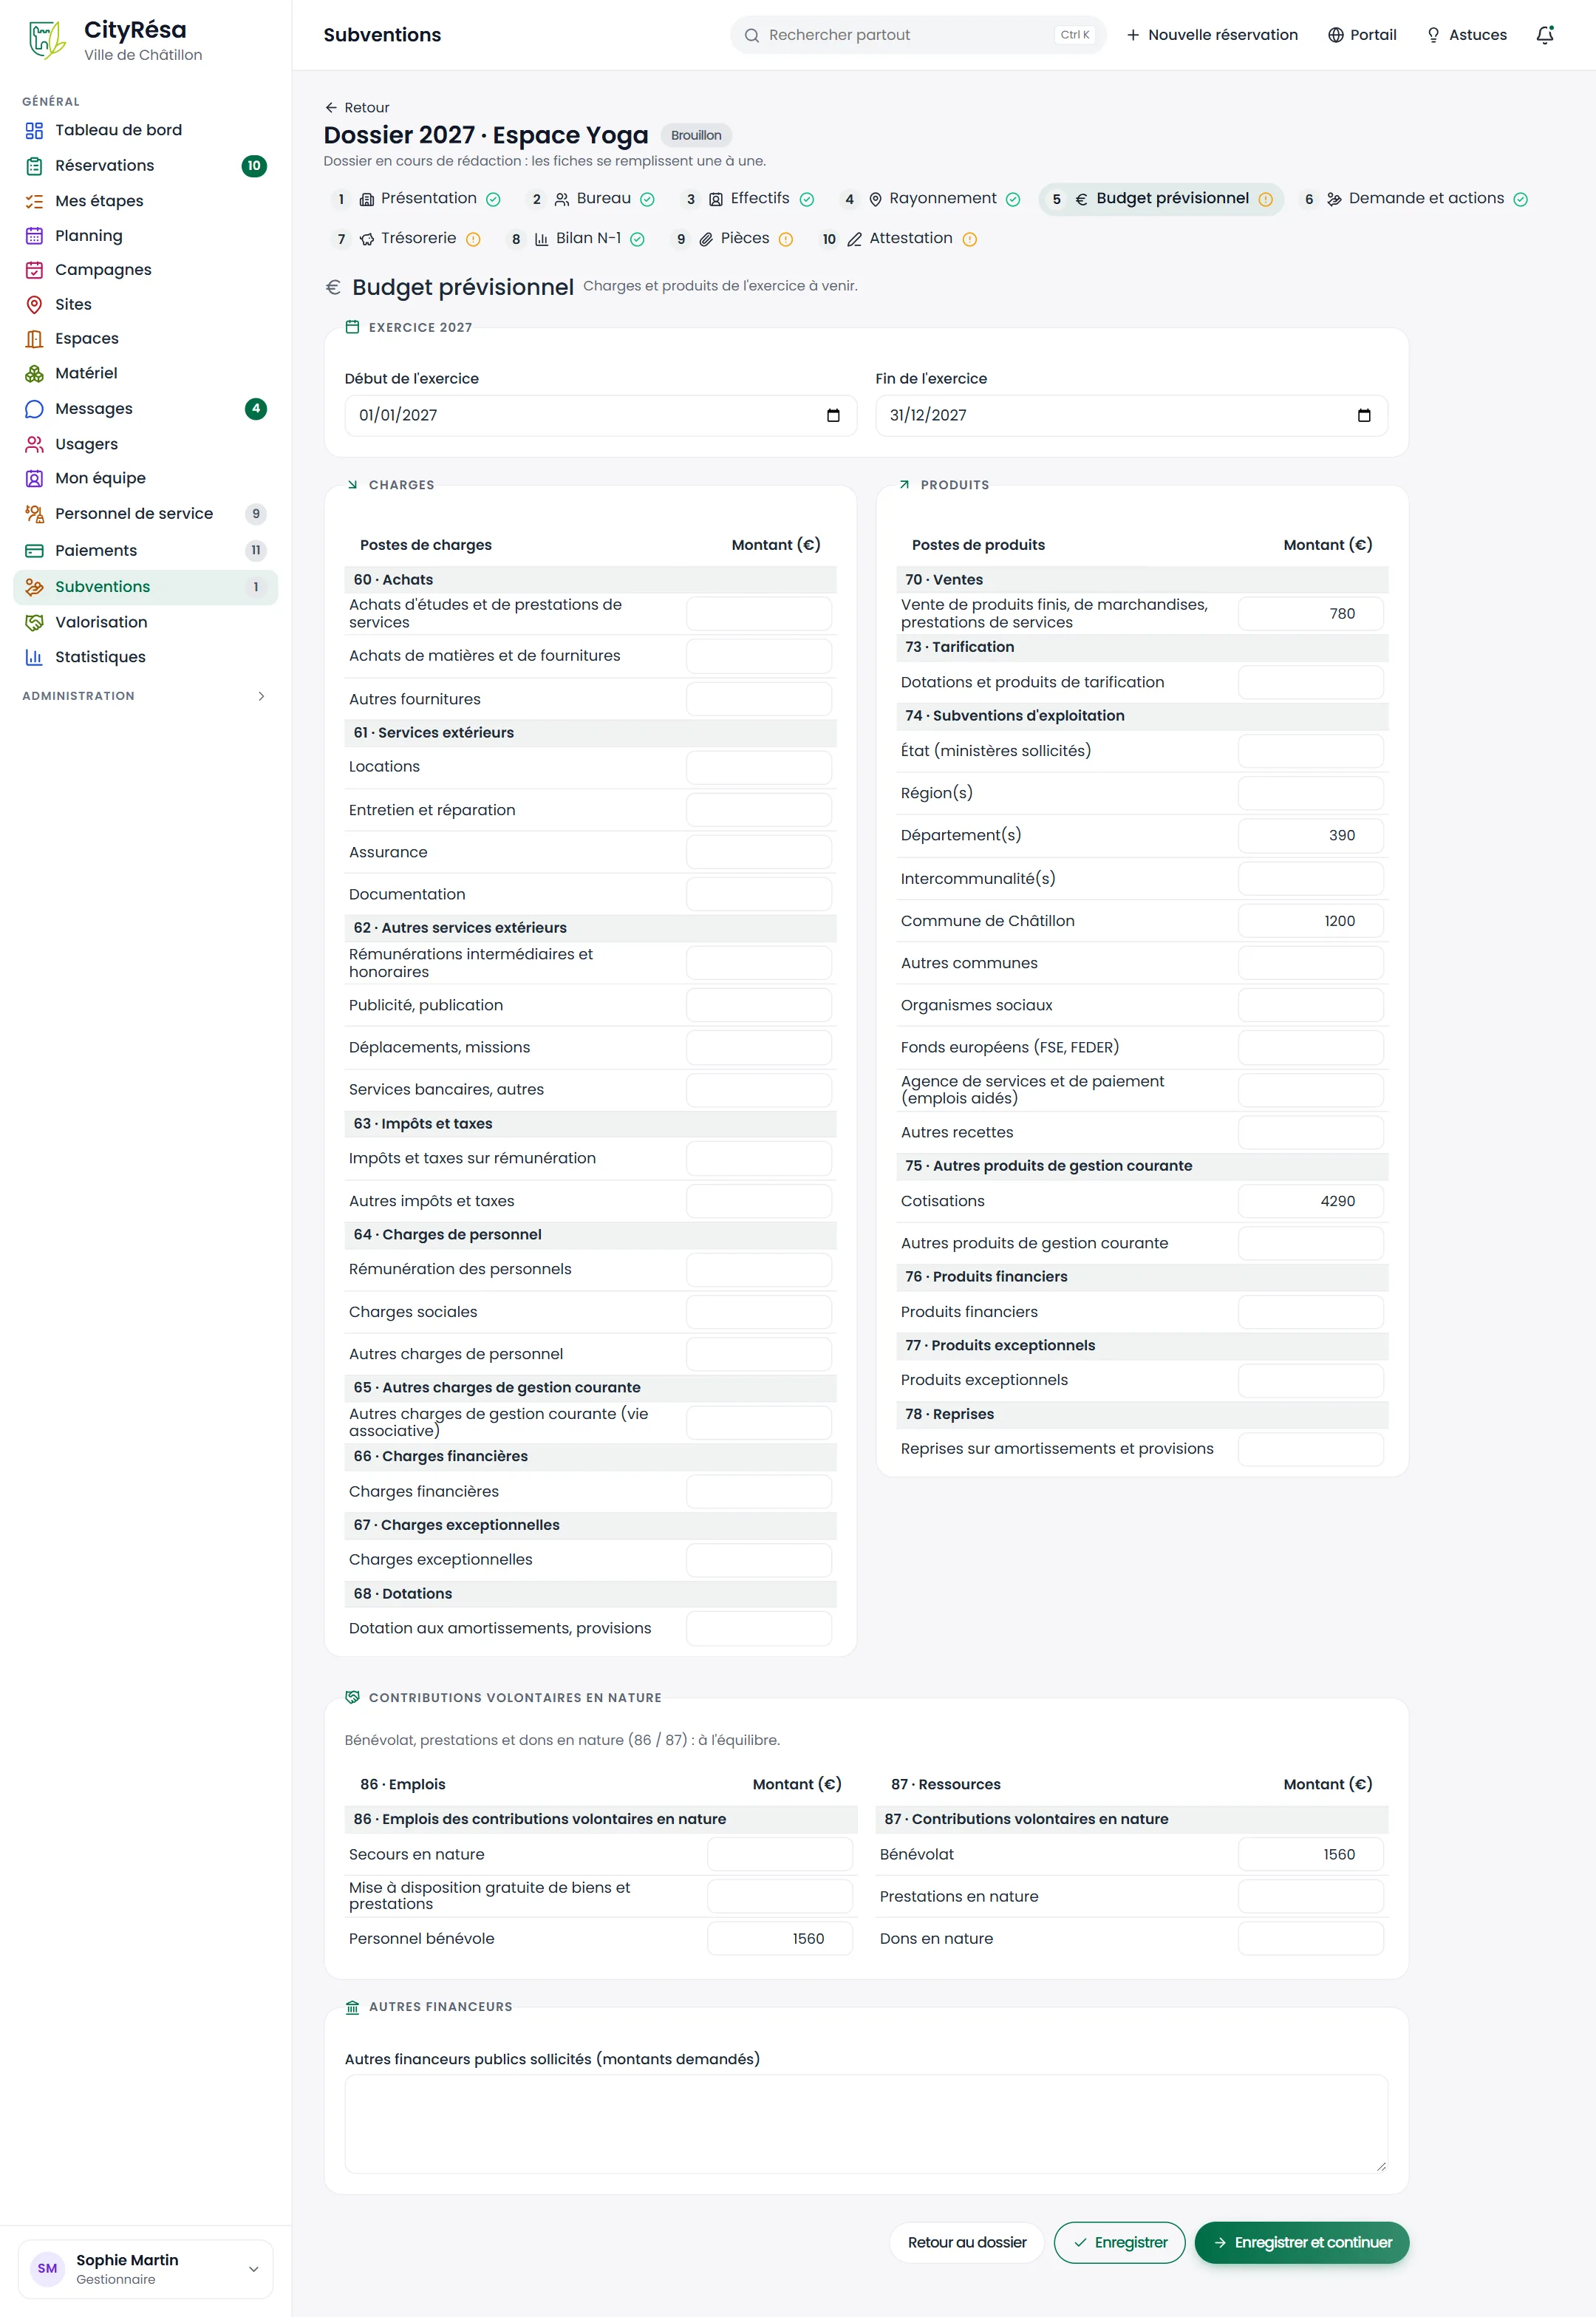 CityRésa
Ville de Châtillon
GÉNÉRAL
Tableau de bord
Réservations 10
Mes étapes
Planning
Campagnes
Sites
Espaces
Matériel
Messages 4
Usagers
Mon équipe
Personnel de service 9
Paiements 11
Subventions 1
Valorisation
Statistiques
ADMINISTRATION
SM
Sophie Martin
Gestionnaire
Subventions
Rechercher partout Ctrl K
Nouvelle réservation
Portail
Astuces
Retour
Dossier 2027 · Espace Yoga Brouillon
Dossier en cours de rédaction : les fiches se remplissent une à une.
1 Présentation 2 Bureau 3 Effectifs 4 Rayonnement 5 Budget prévisionnel 6 Demande et actions
7 Trésorerie 8 Bilan N-1 9 Pièces 10 Attestation
Budget prévisionnel Charges et produits de l'exercice à venir.
EXERCICE 2027
Début de l'exercice
01/01/2027
Fin de l'exercice
31/12/2027
CHARGES
Postes de charges Montant (€)
60 · Achats
Achats d'études et de prestations de
services
Achats de matières et de fournitures
Autres fournitures
61 · Services extérieurs
Locations
Entretien et réparation
Assurance
Documentation
62 · Autres services extérieurs
Rémunérations intermédiaires et
honoraires
Publicité, publication
Déplacements, missions
Services bancaires, autres
63 · Impôts et taxes
Impôts et taxes sur rémunération
Autres impôts et taxes
64 · Charges de personnel
Rémunération des personnels
Charges sociales
Autres charges de personnel
65 · Autres charges de gestion courante
Autres charges de gestion courante (vie
associative)
66 · Charges financières
Charges financières
67 · Charges exceptionnelles
Charges exceptionnelles
68 · Dotations
Dotation aux amortissements, provisions
PRODUITS
Postes de produits Montant (€)
70 · Ventes
Vente de produits finis, de marchandises,
prestations de services 780
73 · Tarification
Dotations et produits de tarification
74 · Subventions d'exploitation
État (ministères sollicités)
Région(s)
Département(s) 390
Intercommunalité(s)
Commune de Châtillon 1200
Autres communes
Organismes sociaux
Fonds européens (FSE, FEDER)
Agence de services et de paiement
(emplois aidés)
Autres recettes
75 · Autres produits de gestion courante
Cotisations 4290
Autres produits de gestion courante
76 · Produits financiers
Produits financiers
77 · Produits exceptionnels
Produits exceptionnels
78 · Reprises
Reprises sur amortissements et provisions
CONTRIBUTIONS VOLONTAIRES EN NATURE
Bénévolat, prestations et dons en nature (86 / 87) : à l'équilibre.
86 · Emplois Montant (€)
86 · Emplois des contributions volontaires en nature
Secours en nature
Mise à disposition gratuite de biens et
prestations
Personnel bénévole 1560
87 · Ressources Montant (€)
87 · Contributions volontaires en nature
Bénévolat 1560
Prestations en nature
Dons en nature
AUTRES FINANCEURS
Autres financeurs publics sollicités (montants demandés)
Retour au dossier
Enregistrer
Enregistrer et continuer